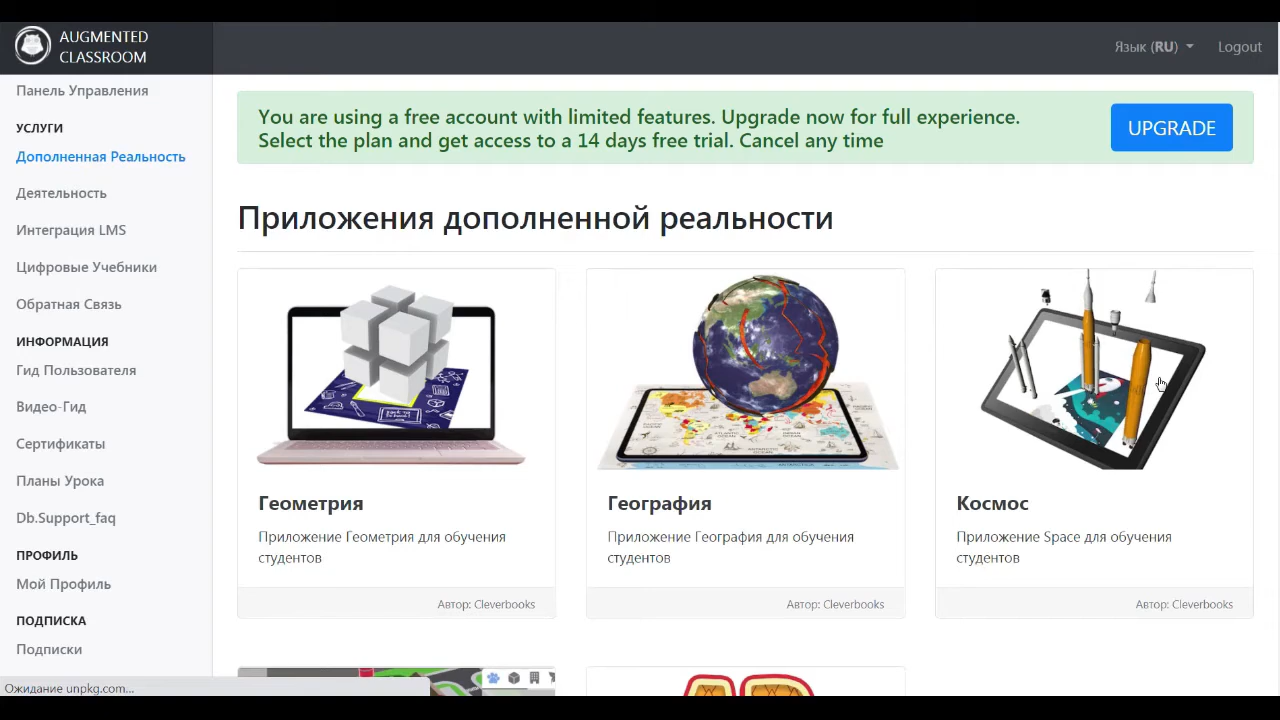 AUGMENTED
CLASSROOM
Язык (RU)
Logout
Панель Управления
УСЛУГИ
Дополненная Реальность
Деятельность
Интеграция LMS
Цифровые Учебники
Обратная Связь
ИНФОРМАЦИЯ
Гид Пользователя
Видео-Гид
Сертификаты
Планы Урока
Db.Support_faq
ПРОФИЛЬ
Мой Профиль
ПОДПИСКА
Подписки
Ожидание unpkg.com...
You are using a free account with limited features. Upgrade now for full experience.
Select the plan and get access to a 14 days free trial. Cancel any time
UPGRADE
Приложения дополненной реальности
Геометрия
Приложение Геометрия для обучения
студентов
Автор: Cleverbooks
География
Приложение География для обучения
студентов
Автор: Cleverbooks
Космос
Приложение Space для обучения
студентов
Автор: Cleverbooks